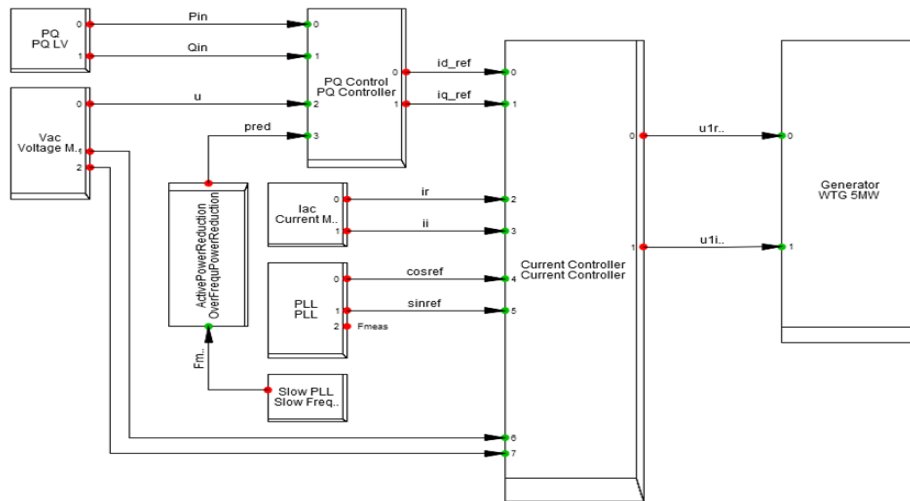 Pin
0
0
PQ
PQ LV
Qin
1
1
PQ Control
PQ Controller
0
id_ref
0
1
iq_ref
1
u
0
2
Vac
Voltage M..
1
2
pred
3
0
u1r..
0
ActivePowerReduction
OverFrequPowerReduction
Iac
Current M..
0
ir
2
1
ii
3
Generator
WTG 5MW
1
u1i..
1
Current Controller
Current Controller
PLL
PLL
0
cosref
4
1
sinref
5
2
Fmeas
Fm..
Slow PLL
Slow Freq..
6
7